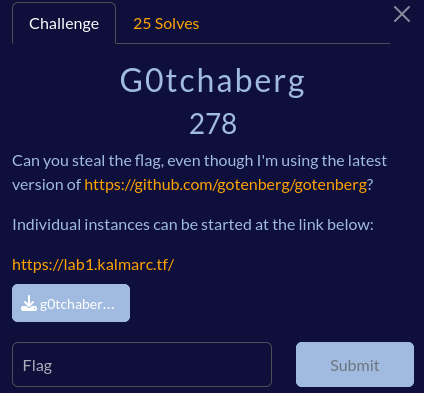 Challenge
25 Solves
G0tchaberg
278
Can you steal the flag, even though I'm using the latest
version of https://github.com/gotenberg/gotenberg?
Individual instances can be started at the link below:
https://lab1.kalmarc.tf/
g0tchaber...
Flag
Submit